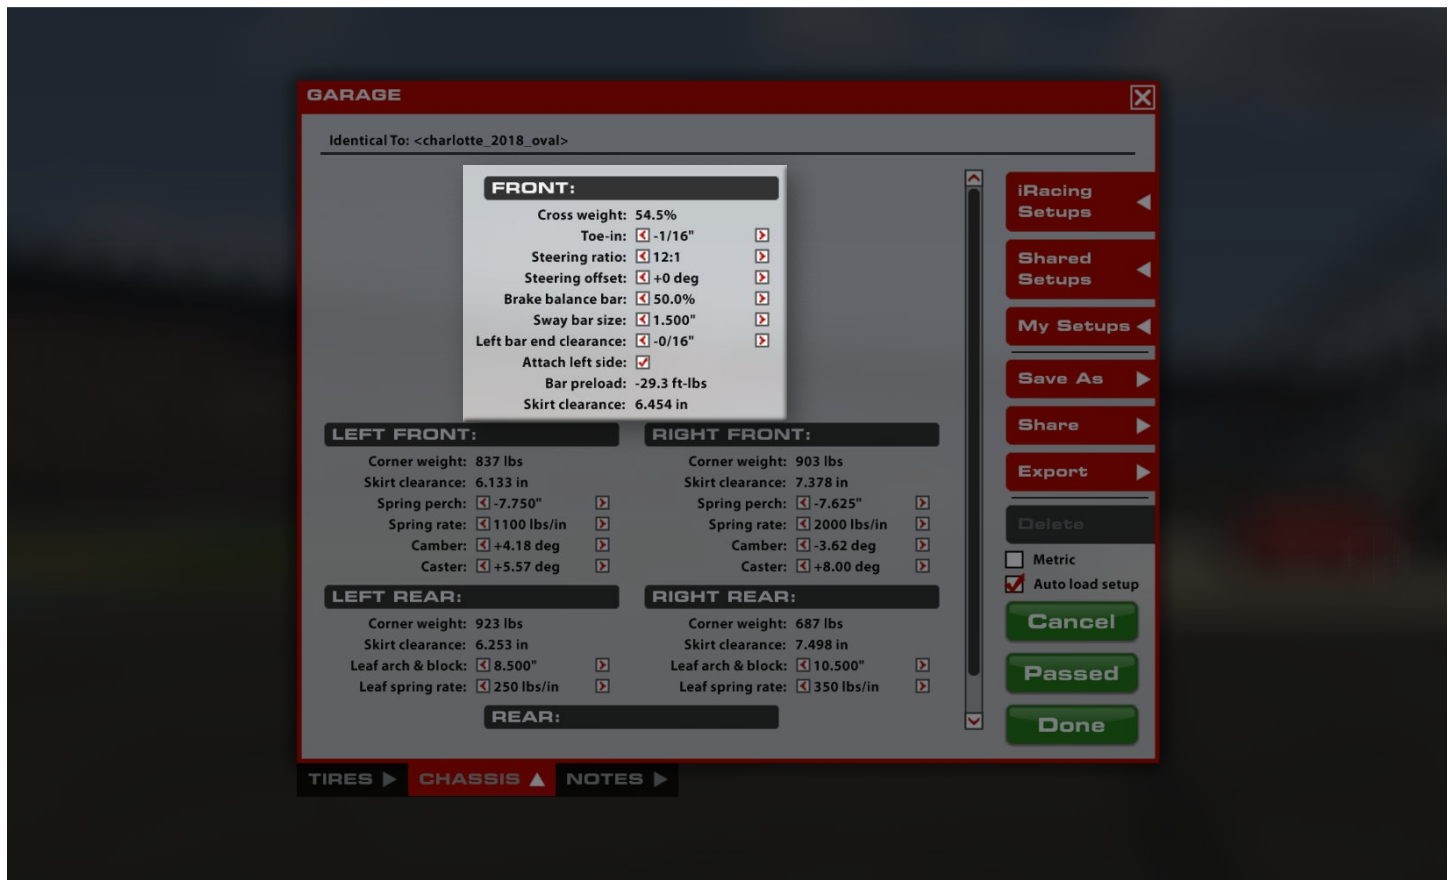 GARAGE
Identical To: <charlotte_2018_oval>
FRONT:
Cross weight: 54.5%
Toe-in: -1/16"
Steering ratio: 12:1
Steering offset: +0 deg
Brake balance bar: 50.0%
Sway bar size: 1.500"
Left bar end clearance: -0/16"
Attach left side:
Bar preload: -29.3 ft-lbs
Skirt clearance: 6.454 in
LEFT FRONT:
Corner weight: 837 lbs
Skirt clearance: 6.133 in
Spring perch: -7.750"
Spring rate: 1100 lbs/in
Camber: +4.18 deg
Caster: +5.57 deg
RIGHT FRONT:
Corner weight: 903 lbs
Skirt clearance: 7.378 in
Spring perch: -7.625"
Spring rate: 2000 lbs/in
Camber: -3.62 deg
Caster: +8.00 deg
LEFT REAR:
Corner weight: 923 lbs
Skirt clearance: 6.253 in
Leaf arch & block: 8.500"
Leaf spring rate: 250 lbs/in
RIGHT REAR:
Corner weight: 687 lbs
Skirt clearance: 7.498 in
Leaf arch & block: 10.500"
Leaf spring rate: 350 lbs/in
REAR:
iRacing
Setups
Shared
Setups
My Setups
Save As
Share
Export
Delete
Metric
Auto load setup
Cancel
Passed
Done
TIRES CHASSIS NOTES